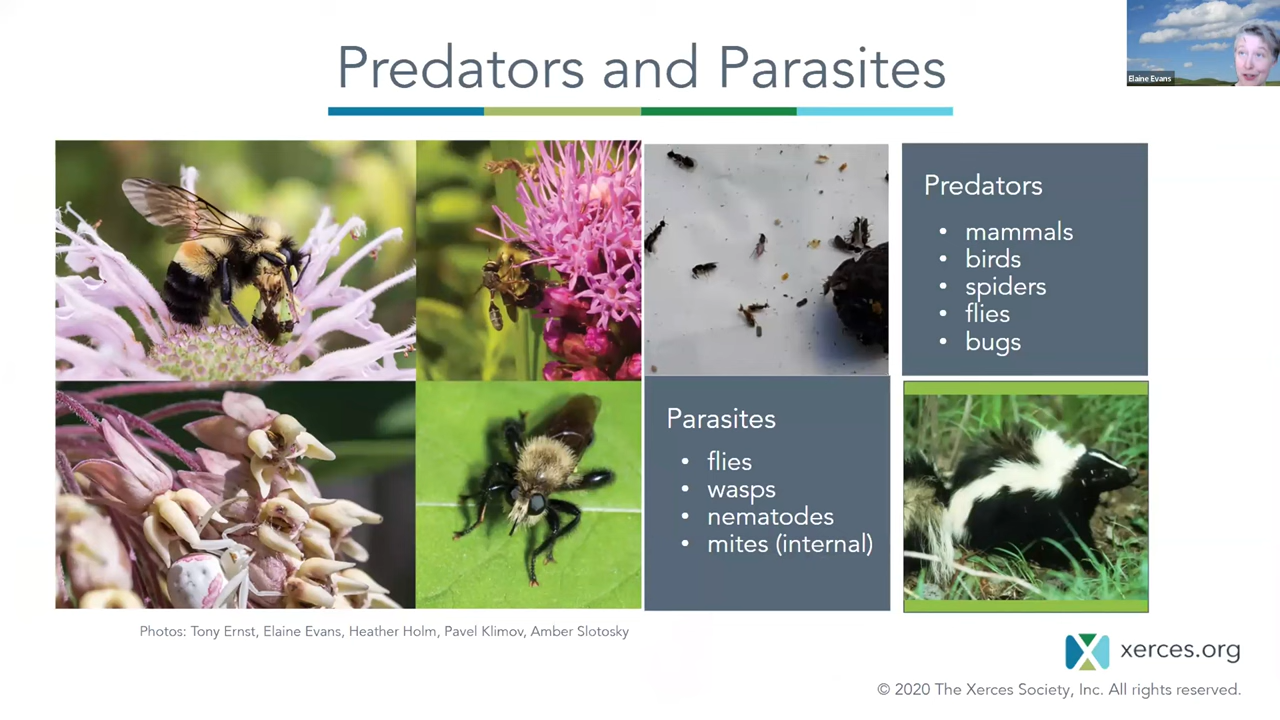 Predators and Parasites
Elaine Evans
Predators
• mammals
• birds
• spiders
• flies
• bugs
Parasites
• flies
• wasps
• nematodes
• mites (internal)
Photos: Tony Ernst, Elaine Evans, Heather Holm, Pavel Klimov, Amber Slotosky
xerces.org
© 2020 The Xerces Society, Inc. All rights reserved.